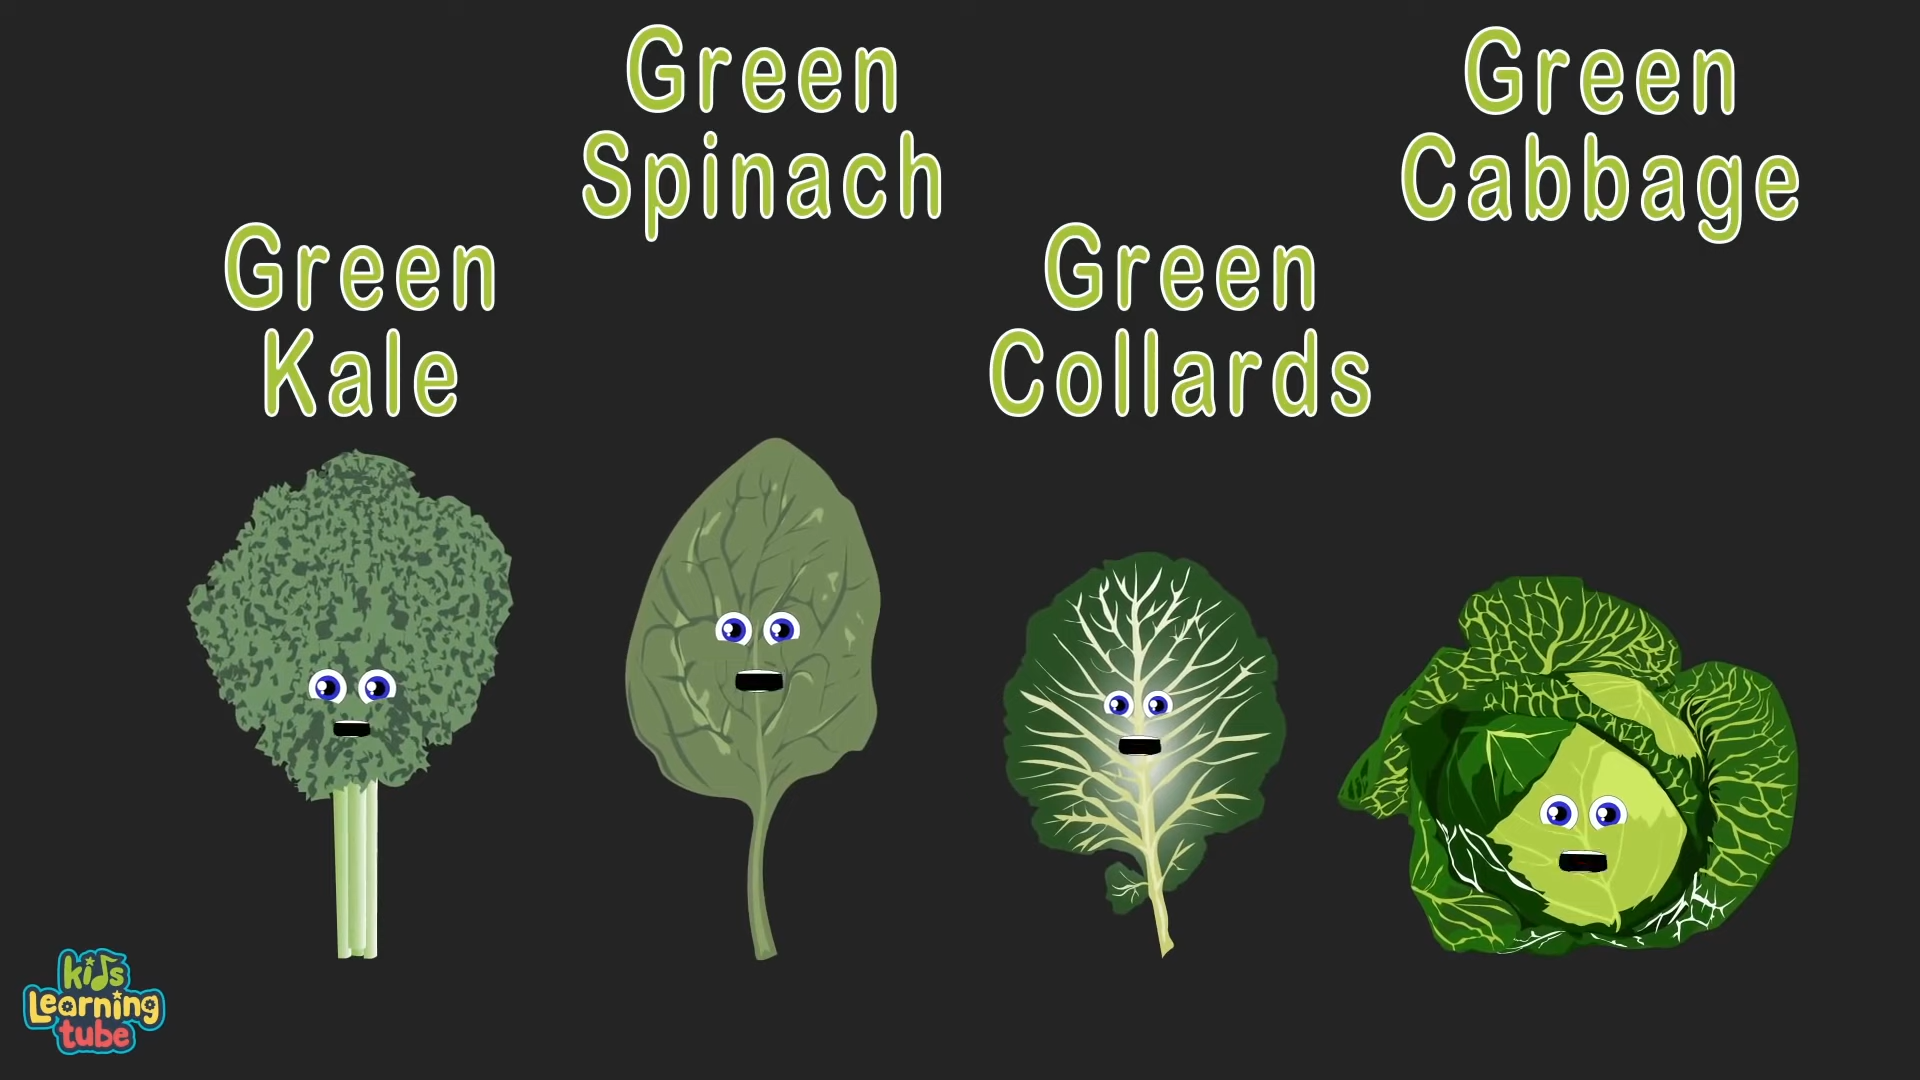 Green
Kale
Green
Spinach
Green
Collards
Green
Cabbage
kids
Learning
tube